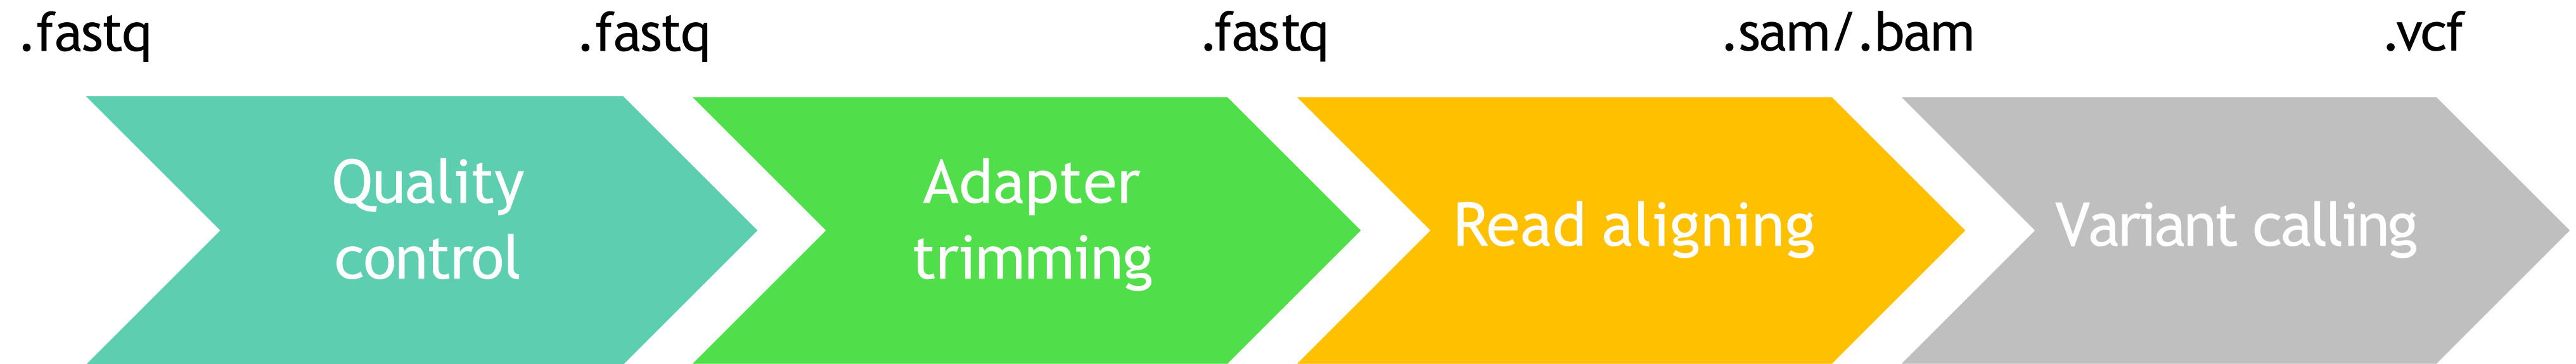 .fastq .fastq .fastq .sam/.bam .vcf
Quality
control
Adapter
trimming
Read aligning
Variant calling